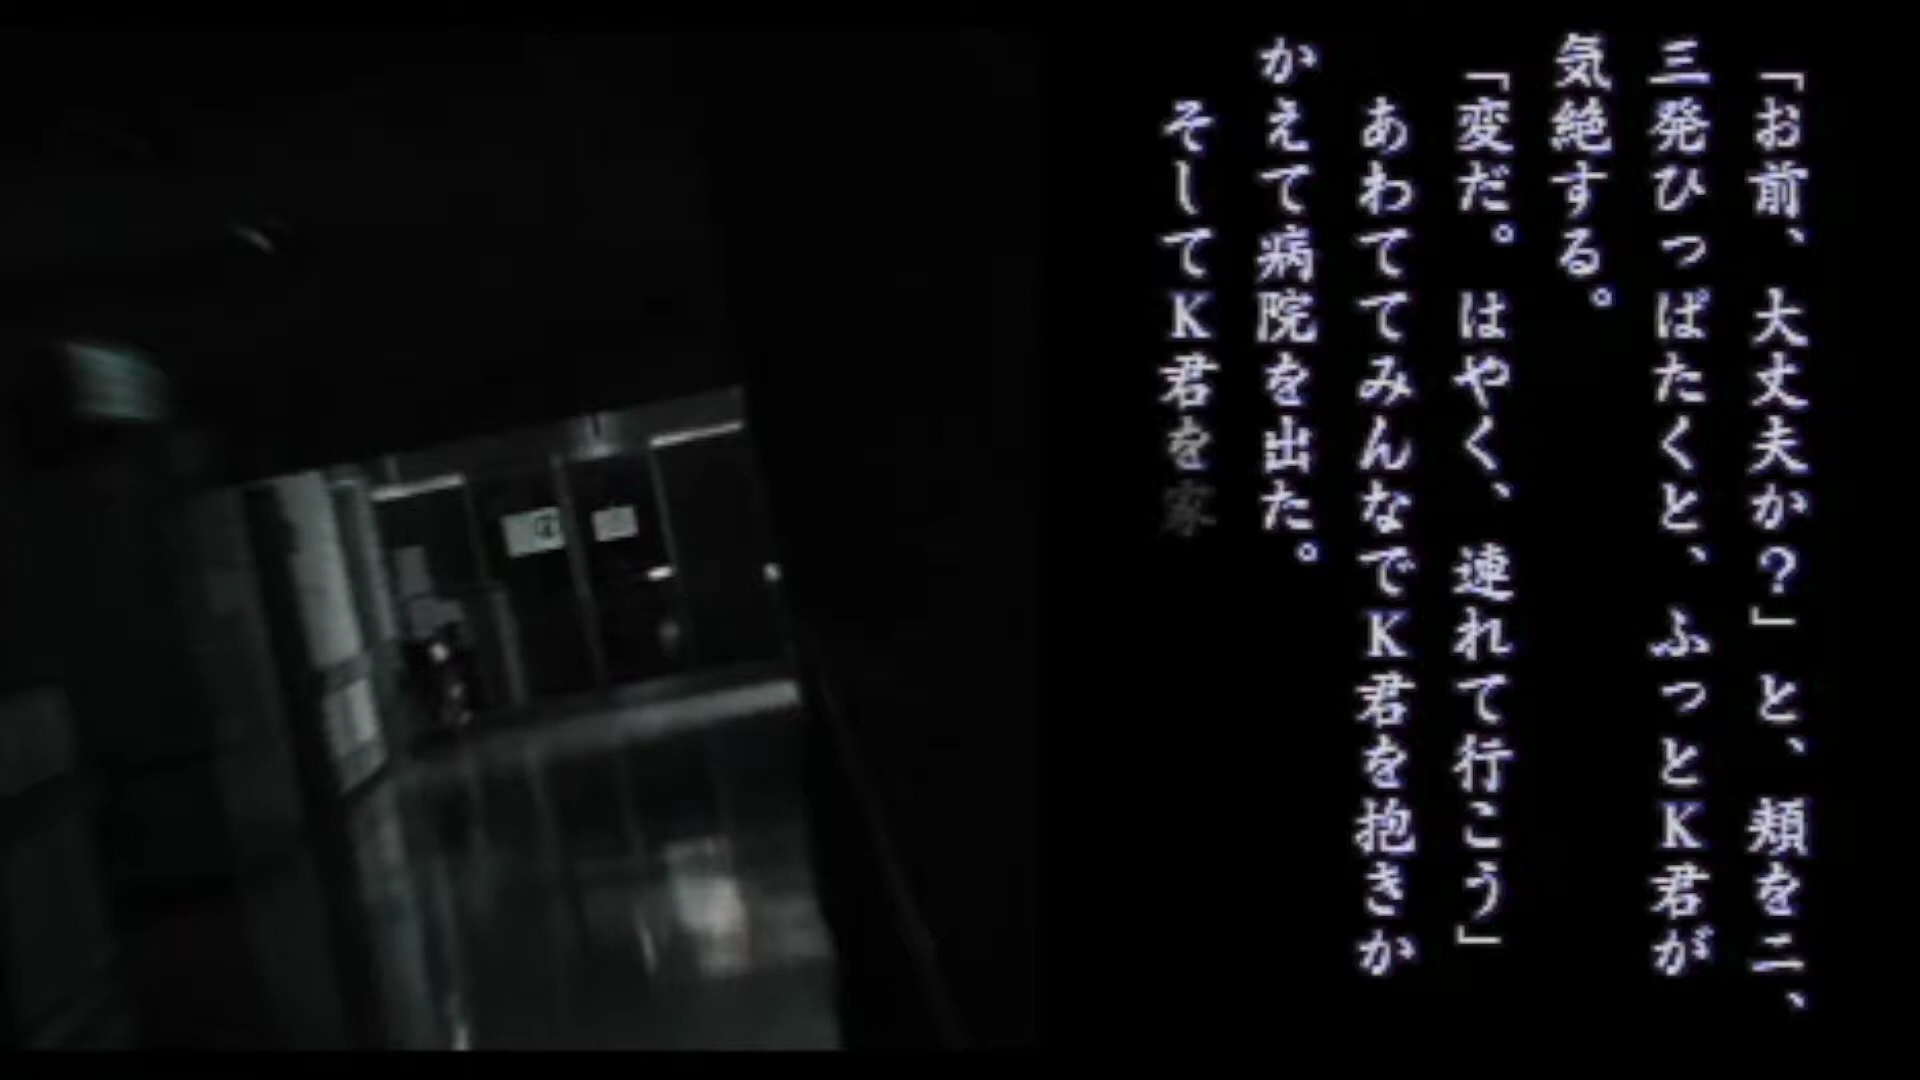 「お前、大丈夫か？」と、頬を二、
三発ひっぱたくと、ふっとK君が
気絶する。
「変だ。はやく、連れて行こう」
あわててみんなでK君を抱きか
かえて病院を出た。
そしてK君を家